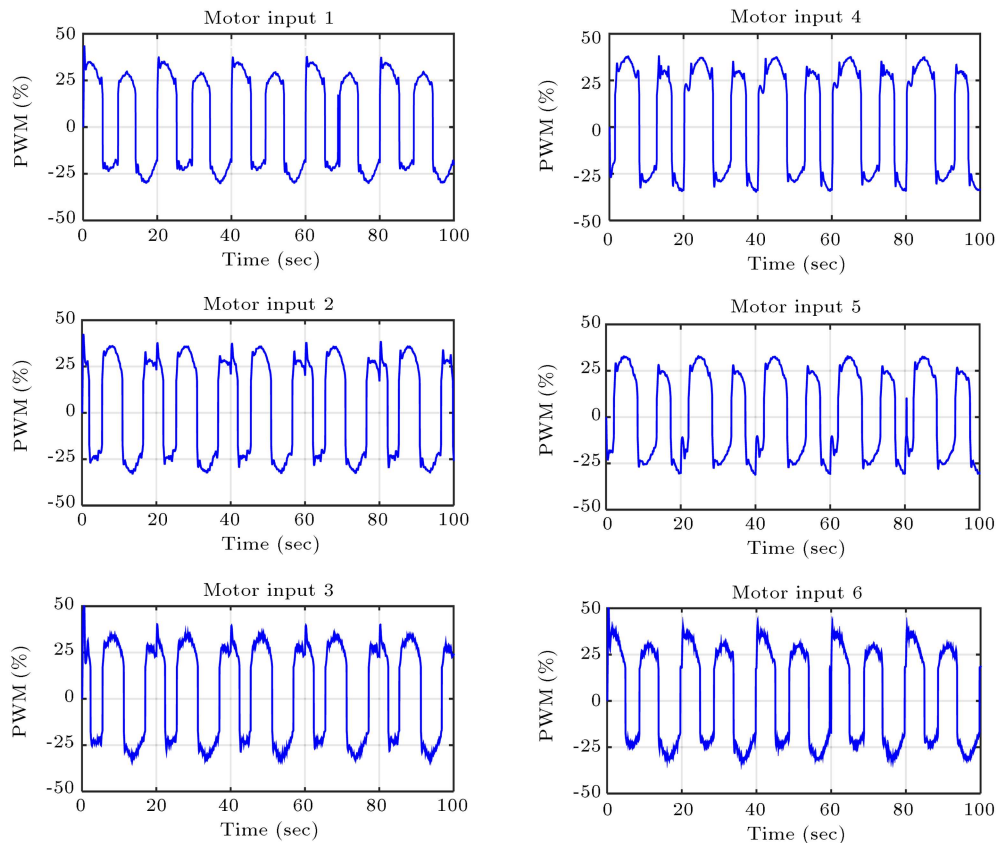 Motor input 1
50
25
0
-25
-50
PWM (%)
0 20 40 60 80 100
Time (sec)
Motor input 4
50
25
0
-25
-50
PWM (%)
0 20 40 60 80 100
Time (sec)
Motor input 2
50
25
0
-25
-50
PWM (%)
0 20 40 60 80 100
Time (sec)
Motor input 5
50
25
0
-25
-50
PWM (%)
0 20 40 60 80 100
Time (sec)
Motor input 3
50
25
0
-25
-50
PWM (%)
0 20 40 60 80 100
Time (sec)
Motor input 6
50
25
0
-25
-50
PWM (%)
0 20 40 60 80 100
Time (sec)